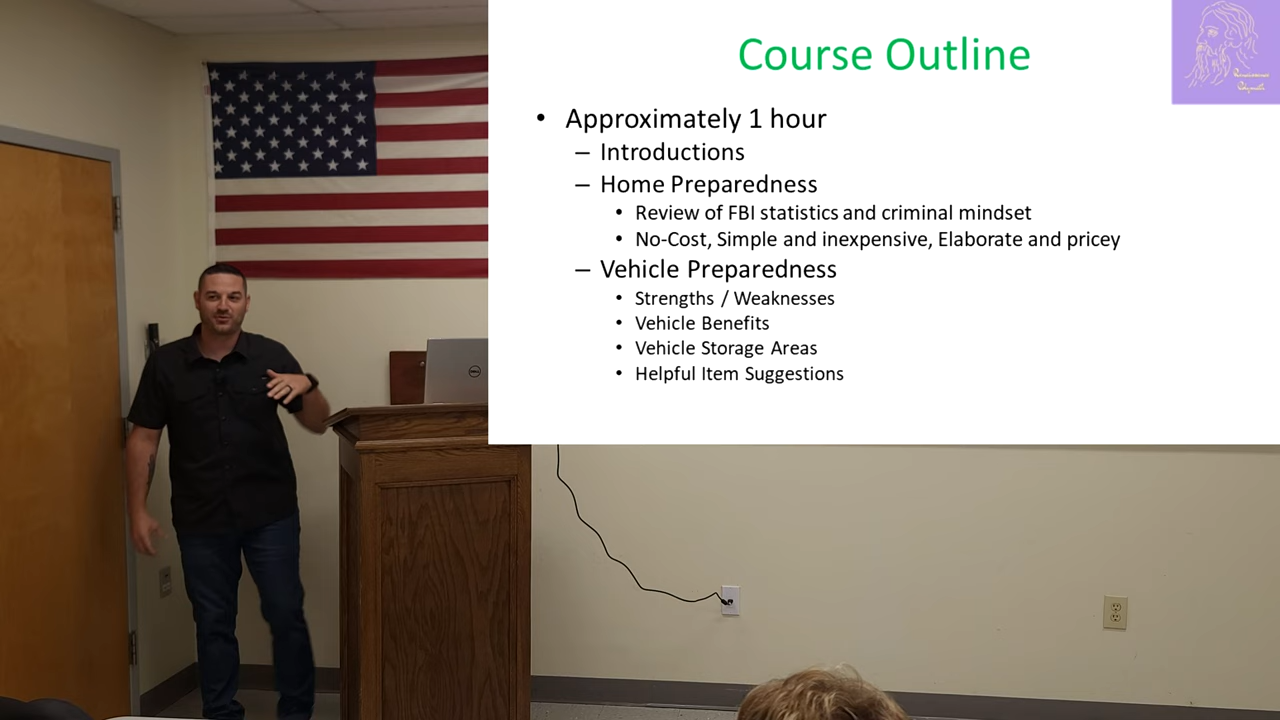 Course Outline
• Approximately 1 hour
– Introductions
– Home Preparedness
• Review of FBI statistics and criminal mindset
• No-Cost, Simple and inexpensive, Elaborate and pricey
– Vehicle Preparedness
• Strengths / Weaknesses
• Vehicle Benefits
• Vehicle Storage Areas
• Helpful Item Suggestions
DELL